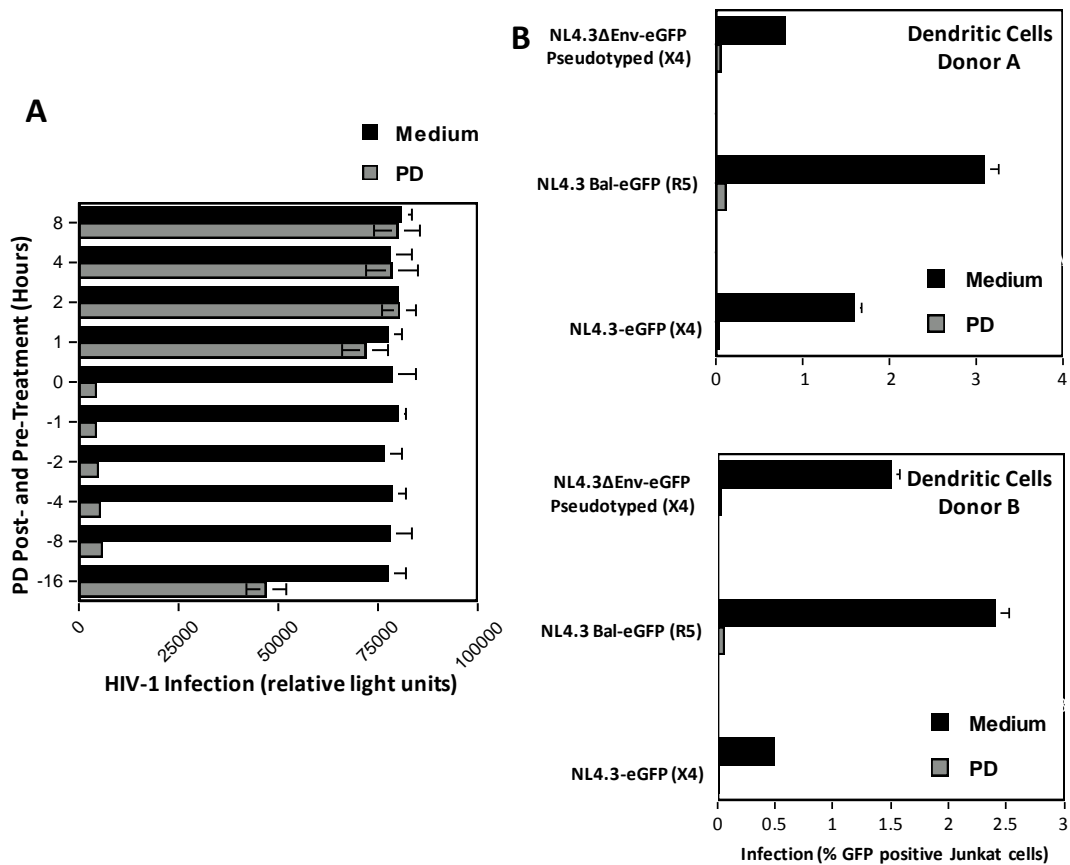 A
Medium
PD
PD Post- and Pre-Treatment (Hours)
8
4
2
1
0
-1
-2
-4
-8
-16
0
25000
50000
75000
100000
HIV-1 Infection (relative light units)
B
NL4.3ΔEnv-eGFP
Pseudotyped (X4)
NL4.3 Bal-eGFP (R5)
NL4.3-eGFP (X4)
Dendritic Cells
Donor A
Medium
PD
0
1
2
3
4
NL4.3ΔEnv-eGFP
Pseudotyped (X4)
NL4.3 Bal-eGFP (R5)
NL4.3-eGFP (X4)
Dendritic Cells
Donor B
Medium
PD
0
0.5
1
1.5
2
2.5
3
Infection (% GFP positive Junkat cells)